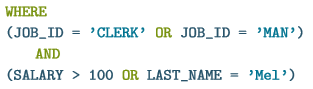 WHERE
(JOB_ID = ’CLERK’ OR JOB_ID = ’MAN’)
AND
(SALARY > 100 OR LAST_NAME = ’Mel’)